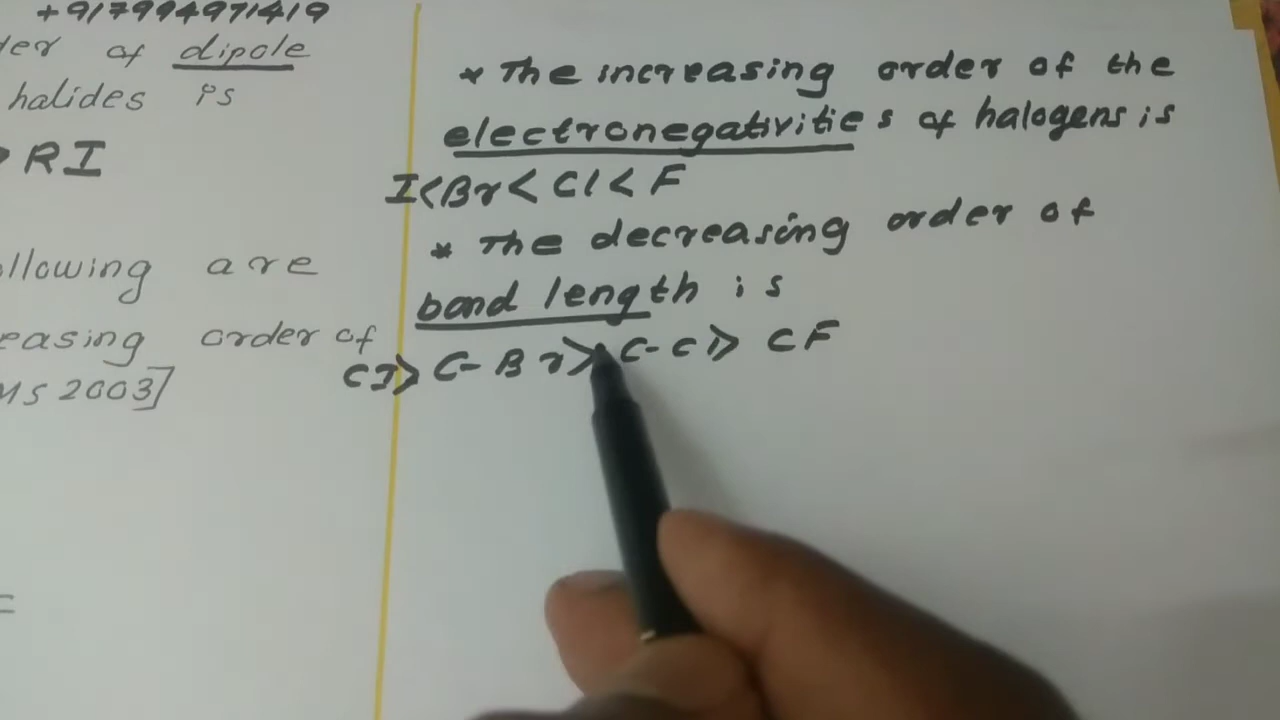 +917994971419
der of dipole
halides is
> RI
ollowing are
easing order of
MS 2003]
* The increasing order of the
electronegativities of halogens is
I<Br< Cl< F
* The decreasing order of
bond length is
CI> C-Br> C-Cl> CF